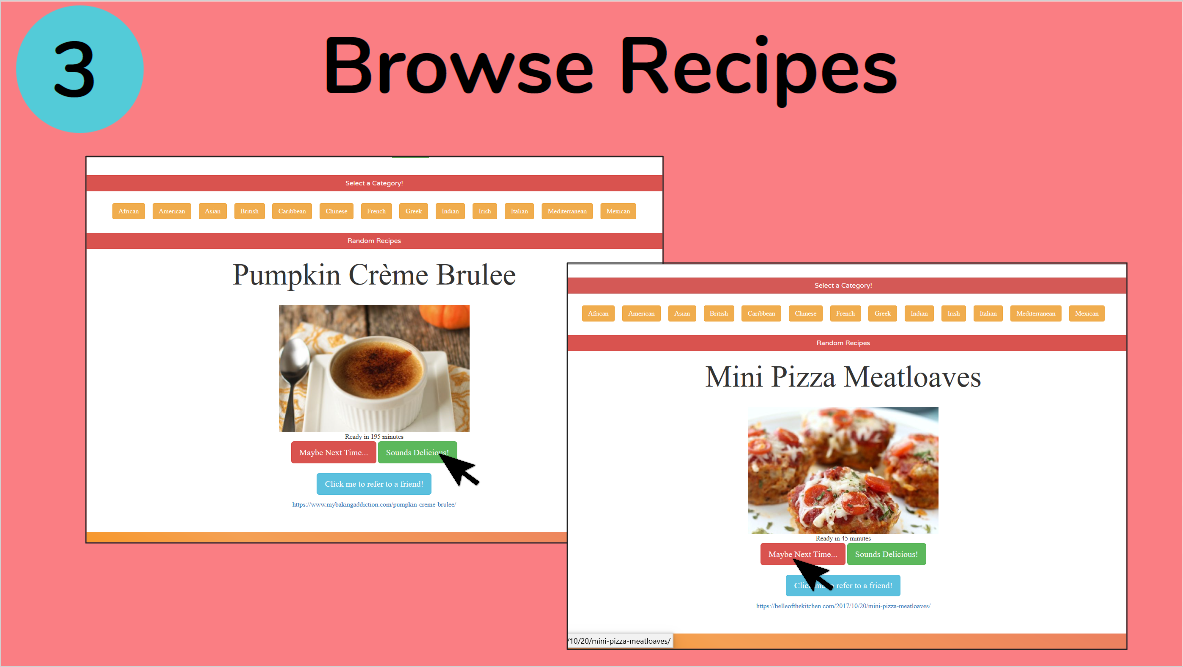 3
Browse Recipes
Select a Category!
African American Asian British Caribbean Chinese French Greek Indian Irish Italian Mediterranean Mexican
Random Recipes
Pumpkin Crème Brulee
Ready in 195 minutes
Maybe Next Time... Sounds Delicious!
Click me to refer to a friend!
https://www.mybakingaddiction.com/pumpkin-creme-brulee/
Select a Category!
African American Asian British Caribbean Chinese French Greek Indian Irish Italian Mediterranean Mexican
Random Recipes
Mini Pizza Meatloaves
Ready in 45 minutes
Maybe Next Time... Sounds Delicious!
Click me to refer to a friend!
https://belleofthekitchen.com/2017/10/20/mini-pizza-meatloaves/
/10/20/mini-pizza-meatloaves/